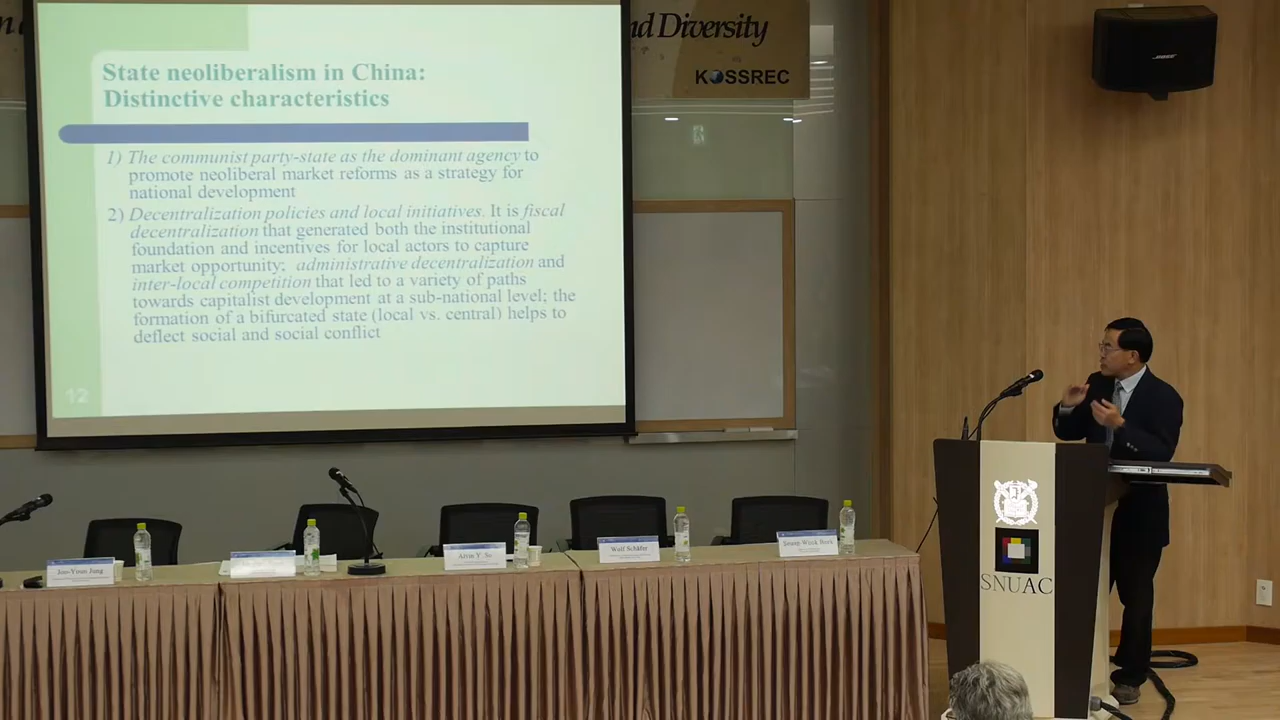 nd Diversity
KOSSREC
BOSE
State neoliberalism in China:
Distinctive characteristics
1) The communist party-state as the dominant agency to
promote neoliberal market reforms as a strategy for
national development
2) Decentralization policies and local initiatives. It is fiscal
decentralization that generated both the institutional
foundation and incentives for local actors to capture
market opportunity; administrative decentralization and
inter-local competition that led to a variety of paths
towards capitalist development at a sub-national level; the
formation of a bifurcated state (local vs. central) helps to
deflect social and social conflict
12
Alvin Y. So
Wolf Schäfer
SNUAC